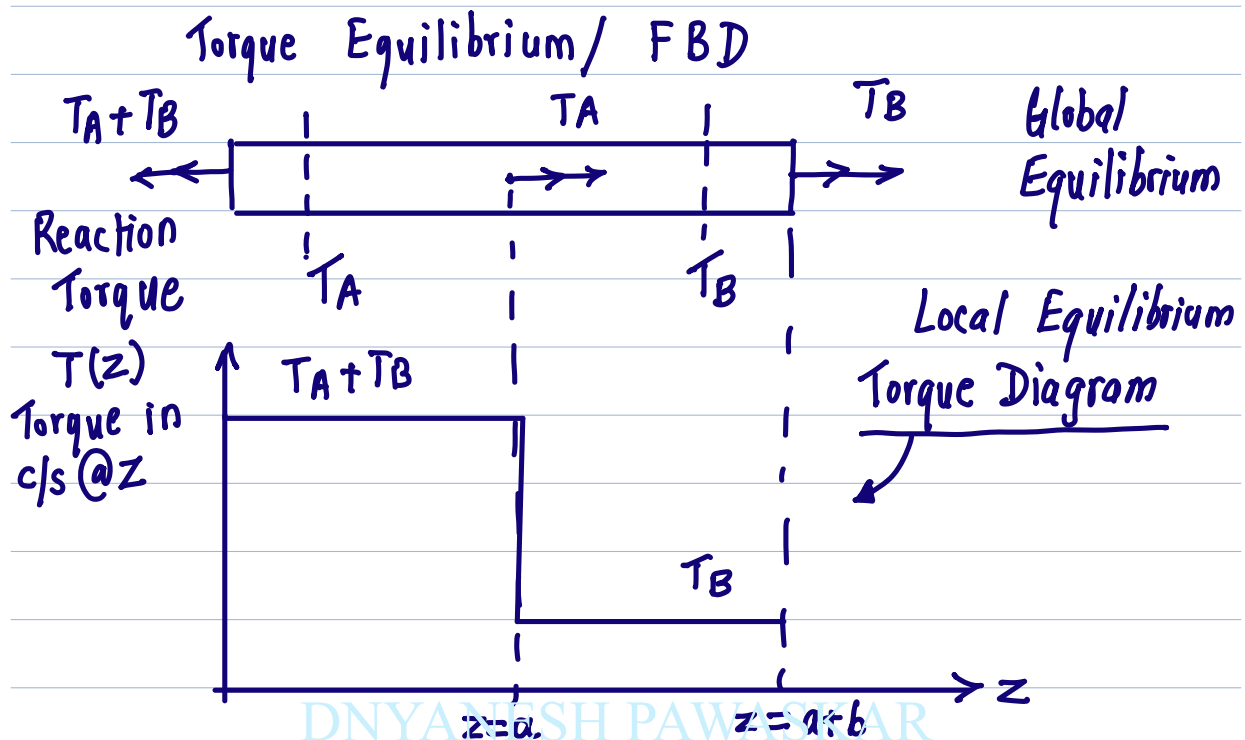 Torque Equilibrium / FBD
TA + TB
TA
TB
Global
Equilibrium
Reaction
Torque
TA
TB
Local Equilibrium
Torque Diagram
T(z)
Torque in
c/s @ z
TA + TB
TB
z
z = a
z = a+b
DNYANESH PAWASKAR